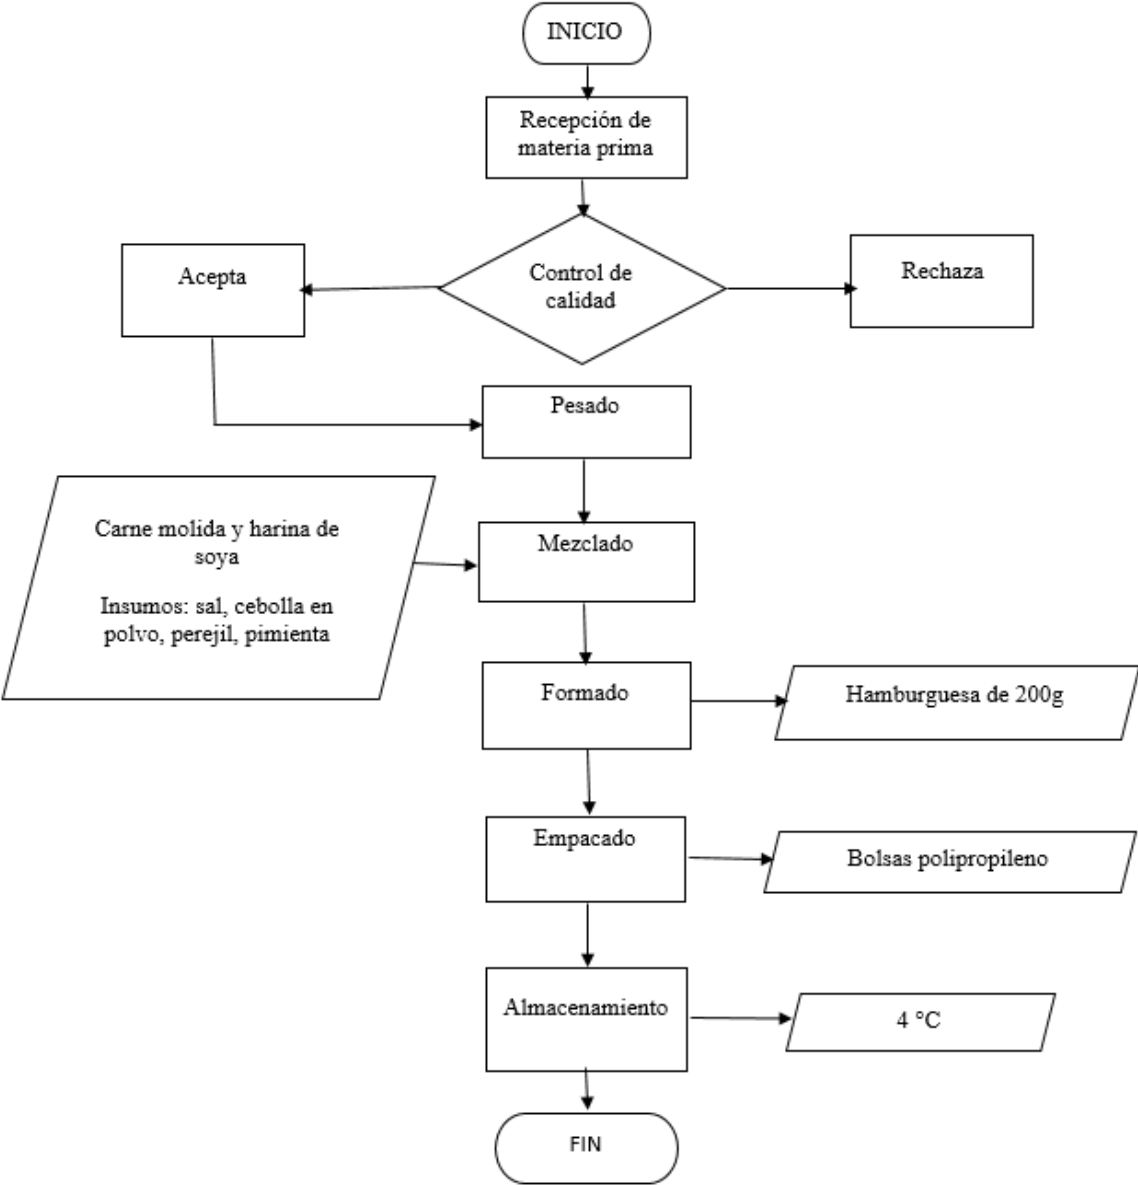 INICIO
Recepción de
materia prima
Acepta
Control de
calidad
Rechaza
Pesado
Carne molida y harina de
soya
Insumos: sal, cebolla en
polvo, perejil, pimienta
Mezclado
Formado
Hamburguesa de 200g
Empacado
Bolsas polipropileno
Almacenamiento
4 °C
FIN